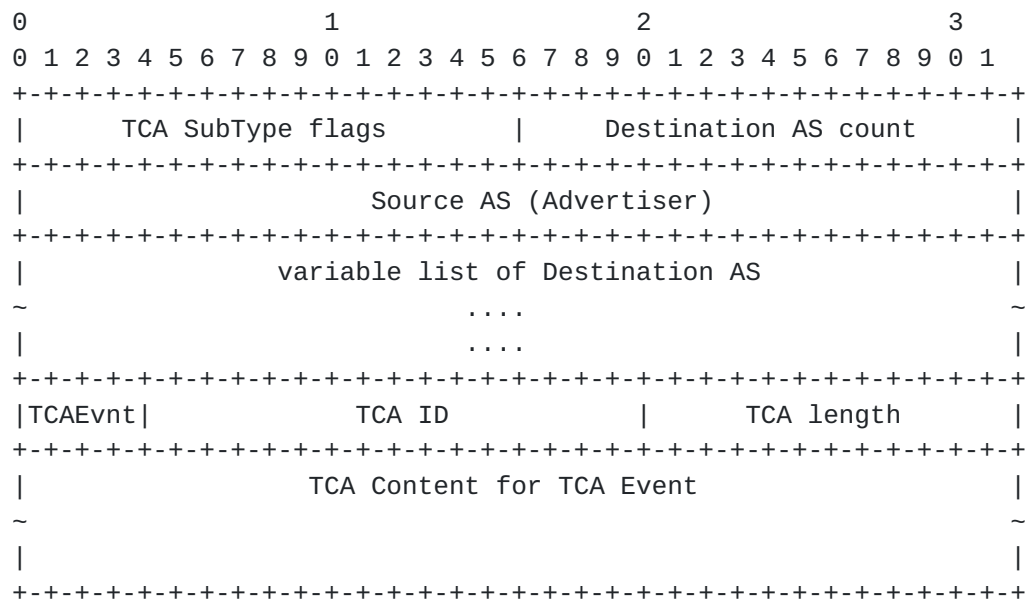 0                   1                   2                   3
0 1 2 3 4 5 6 7 8 9 0 1 2 3 4 5 6 7 8 9 0 1 2 3 4 5 6 7 8 9 0 1
+-+-+-+-+-+-+-+-+-+-+-+-+-+-+-+-+-+-+-+-+-+-+-+-+-+-+-+-+-+-+-+-+
|      TCA SubType flags        |     Destination AS count      |
+-+-+-+-+-+-+-+-+-+-+-+-+-+-+-+-+-+-+-+-+-+-+-+-+-+-+-+-+-+-+-+-+
|                      Source AS (Advertiser)                   |
+-+-+-+-+-+-+-+-+-+-+-+-+-+-+-+-+-+-+-+-+-+-+-+-+-+-+-+-+-+-+-+-+
|                variable list of Destination AS                |
~                            ....                               ~
|                            ....                               |
+-+-+-+-+-+-+-+-+-+-+-+-+-+-+-+-+-+-+-+-+-+-+-+-+-+-+-+-+-+-+-+-+
|TCAEvnt|             TCA ID            |      TCA length       |
+-+-+-+-+-+-+-+-+-+-+-+-+-+-+-+-+-+-+-+-+-+-+-+-+-+-+-+-+-+-+-+-+
|                  TCA Content for TCA Event                    |
~                                                               ~
|                                                               |
+-+-+-+-+-+-+-+-+-+-+-+-+-+-+-+-+-+-+-+-+-+-+-+-+-+-+-+-+-+-+-+-+